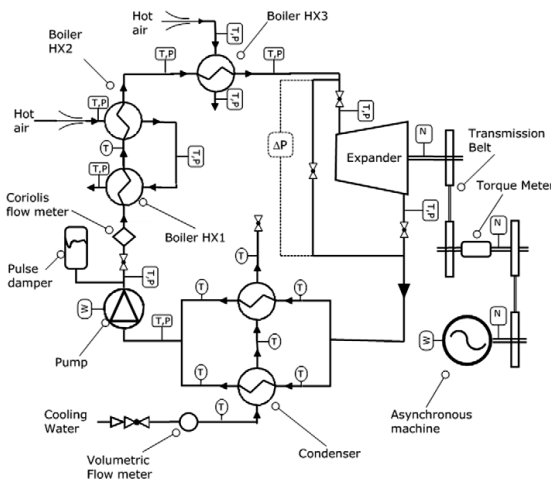 Hot
air
Boiler HX3
T,P
Boiler
HX2
T,P
T,P
T,P
Hot
air
T,P
T,P
N
Transmission
Belt
ΔP
Expander
T
T,P
T,P
Torque Meter
Coriolis
flow meter
Boiler HX1
T,P
N
Pulse
damper
T
T,P
T
T
N
W
T,P
T
W
Pump
T
T
Cooling
Water
T
Asynchronous
machine
Condenser
Volumetric
Flow meter